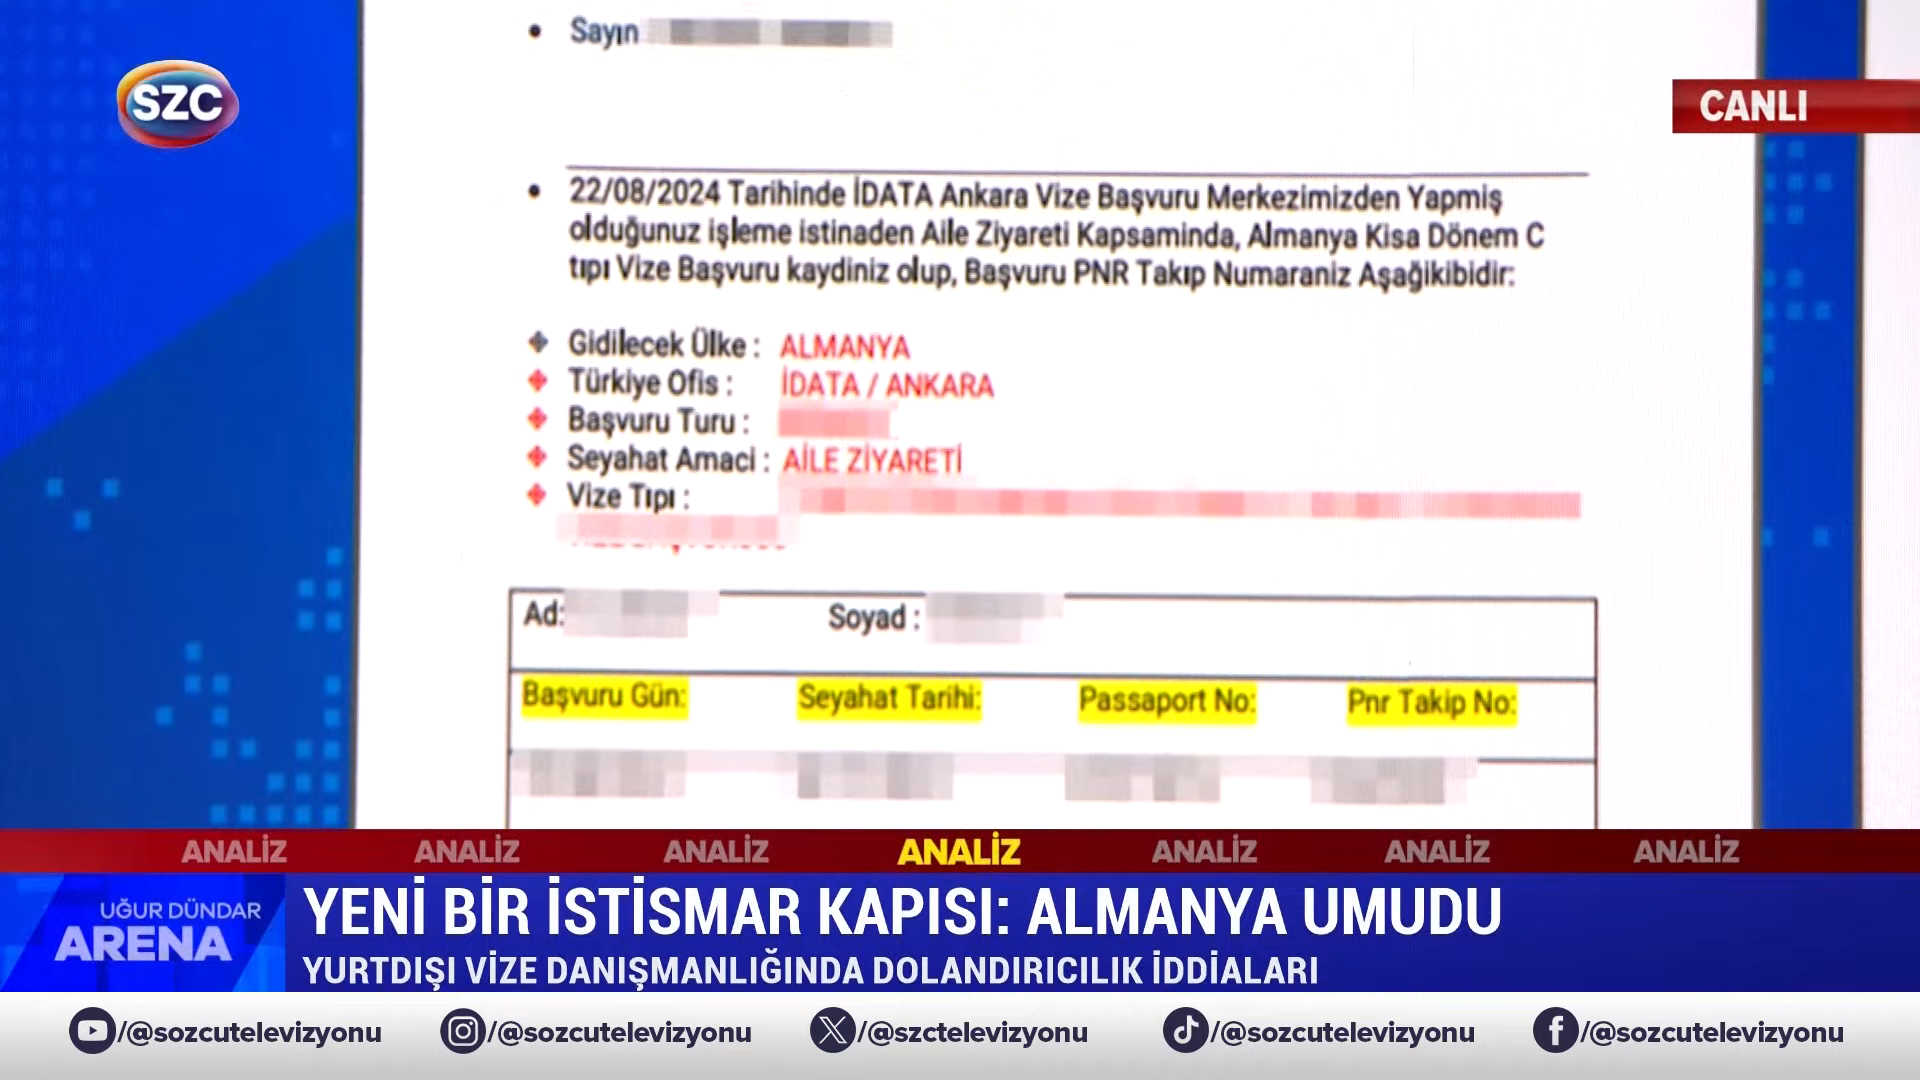 Sayın
SZC
CANLI
22/08/2024 Tarihinde İDATA Ankara Vize Başvuru Merkezimizden Yapmiş
olduğunuz işleme istinaden Aile Ziyareti Kapsaminda, Almanya Kisa Dönem C
tıpı Vize Başvuru kaydiniz olup, Başvuru PNR Takıp Numaraniz Aşağikibidir:
Gidilecek Ülke : ALMANYA
Türkiye Ofis : İDATA / ANKARA
Başvuru Turu :
Seyahat Amaci : AİLE ZİYARETİ
Vize Tıpı :
Ad: Soyad :
Başvuru Gün: Seyahat Tarihi: Passaport No: Pnr Takip No:
ANALİZ ANALİZ ANALİZ ANALİZ ANALİZ ANALİZ ANALİZ
UĞUR DÜNDAR
ARENA
YENİ BİR İSTİSMAR KAPISI: ALMANYA UMUDU
YURTDIŞI VİZE DANIŞMANLIĞINDA DOLANDIRICILIK İDDİALARI
/@sozcutelevizyonu /@sozcutelevizyonu /@szctelevizyonu /@sozcutelevizyonu /@sozcutelevizyonu